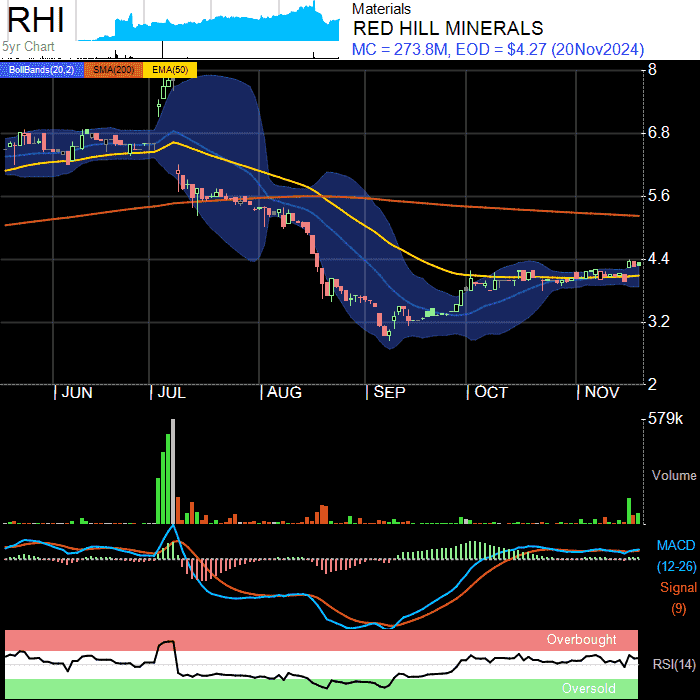 RHI
5yr Chart
Materials
RED HILL MINERALS
MC = 273.8M, EOD = $4.27 (20Nov2024)
BollBands(20,2) SMA(200) EMA(50)
8
6.8
5.6
4.4
3.2
2
JUN JUL AUG SEP OCT NOV
579k
Volume
MACD
(12-26)
Signal
(9)
Overbought
RSI(14)
Oversold